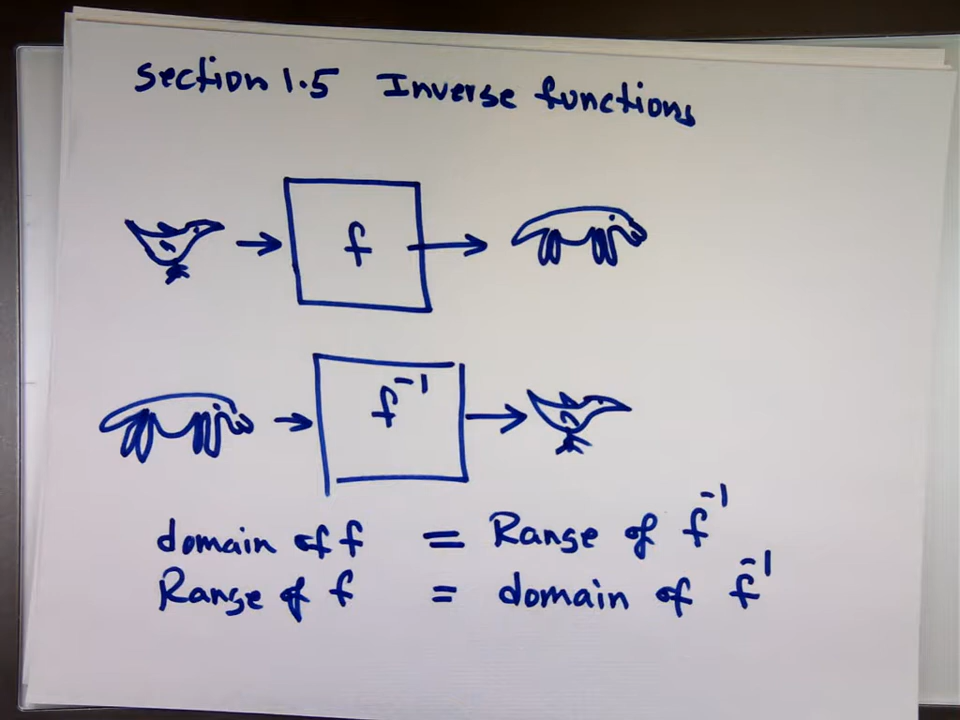 section 1.5 Inverse functions
f
f⁻¹
domain of f = Range of f⁻¹
Range of f = domain of f⁻¹